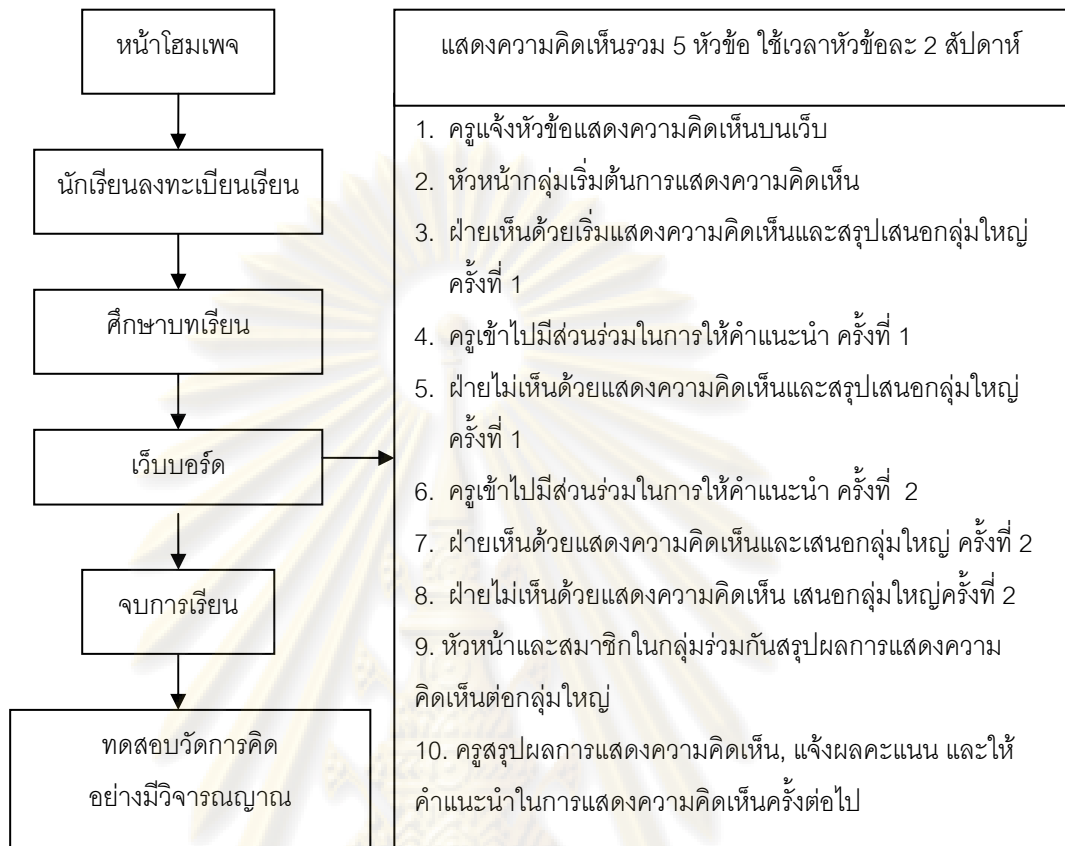 หน้าโฮมเพจ
นักเรียนลงทะเบียนเรียน
ศึกษาบทเรียน
เว็บบอร์ด
จบการเรียน
ทดสอบวัดการคิด
อย่างมีวิจารณญาณ
แสดงความคิดเห็นรวม 5 หัวข้อ ใช้เวลาหัวข้อละ 2 สัปดาห์
1. ครูแจ้งหัวข้อแสดงความคิดเห็นบนเว็บ
2. หัวหน้ากลุ่มเริ่มต้นการแสดงความคิดเห็น
3. ฝ่ายเห็นด้วยเริ่มแสดงความคิดเห็นและสรุปเสนอกลุ่มใหญ่
ครั้งที่ 1
4. ครูเข้าไปมีส่วนร่วมในการให้คำแนะนำ ครั้งที่ 1
5. ฝ่ายไม่เห็นด้วยแสดงความคิดเห็นและสรุปเสนอกลุ่มใหญ่
ครั้งที่ 1
6. ครูเข้าไปมีส่วนร่วมในการให้คำแนะนำ ครั้งที่ 2
7. ฝ่ายเห็นด้วยแสดงความคิดเห็นและเสนอกลุ่มใหญ่ ครั้งที่ 2
8. ฝ่ายไม่เห็นด้วยแสดงความคิดเห็น เสนอกลุ่มใหญ่ครั้งที่ 2
9. หัวหน้าและสมาชิกในกลุ่มร่วมกันสรุปผลการแสดงความ
คิดเห็นต่อกลุ่มใหญ่
10. ครูสรุปผลการแสดงความคิดเห็น, แจ้งผลคะแนน และให้
คำแนะนำในการแสดงความคิดเห็นครั้งต่อไป